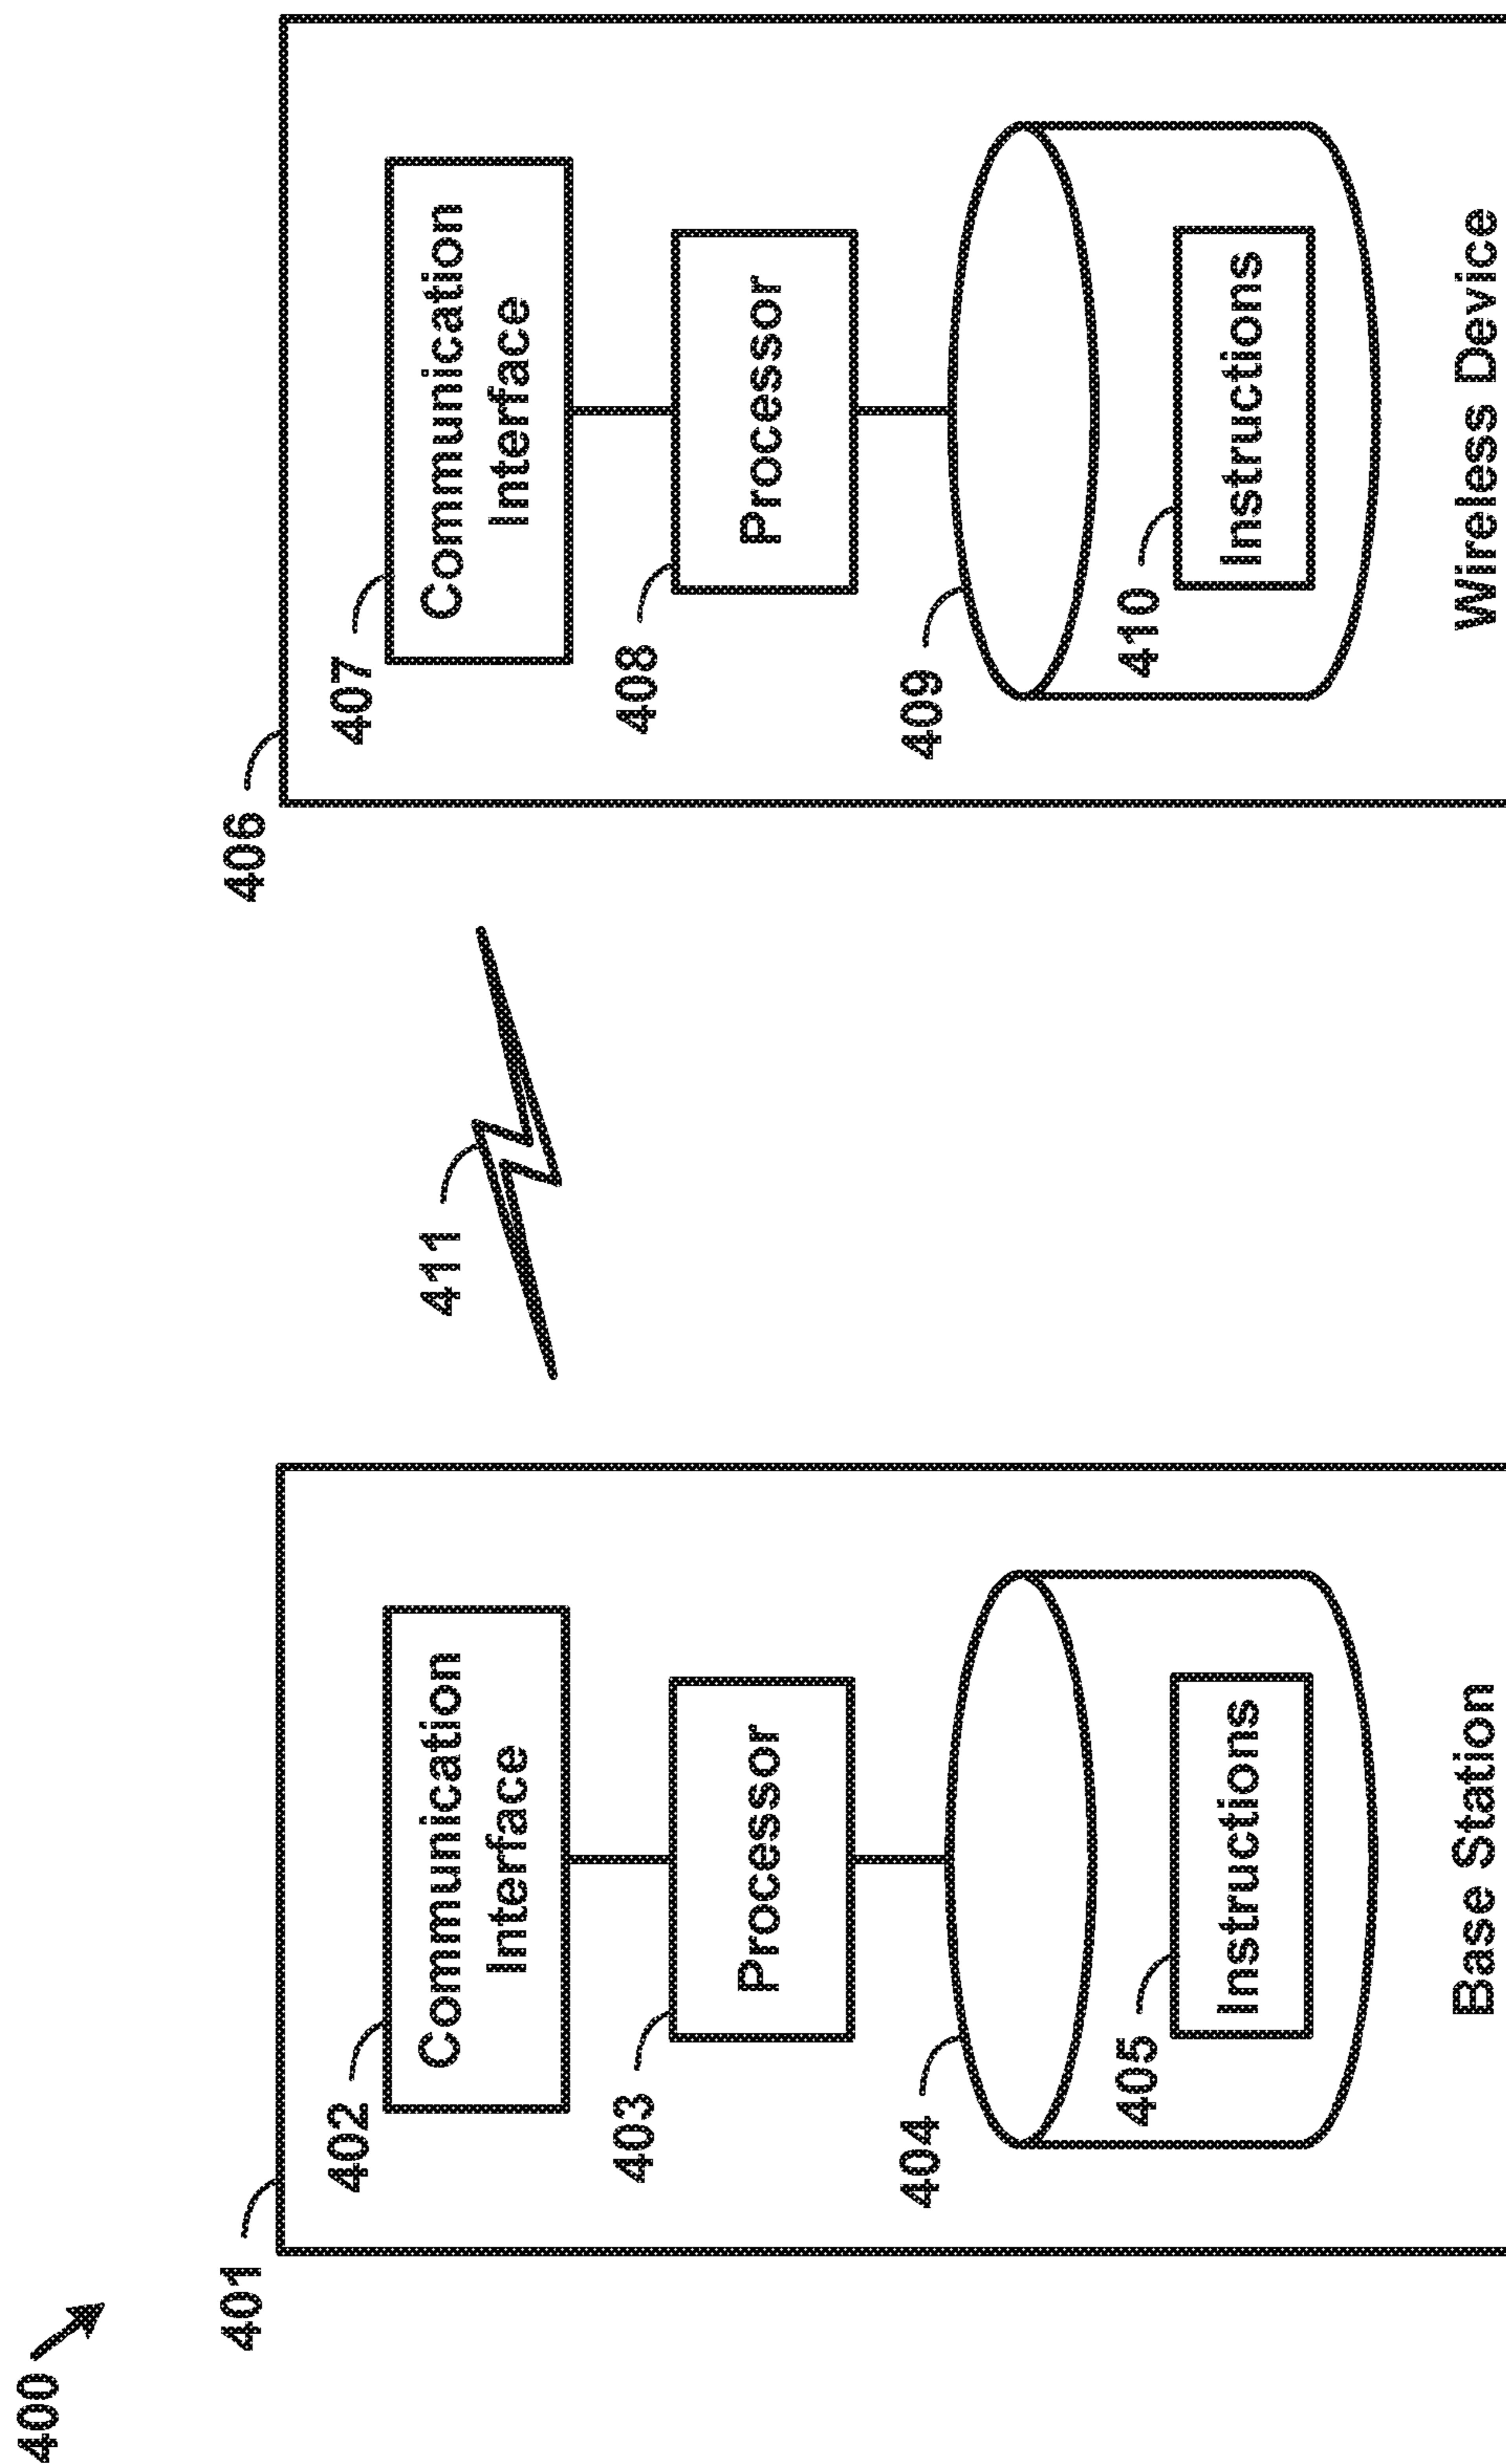 400
401
402
Communication
Interface
403
Processor
404
405
Instructions
Base Station
411
406
407
Communication
Interface
408
Processor
409
410
Instructions
Wireless Device